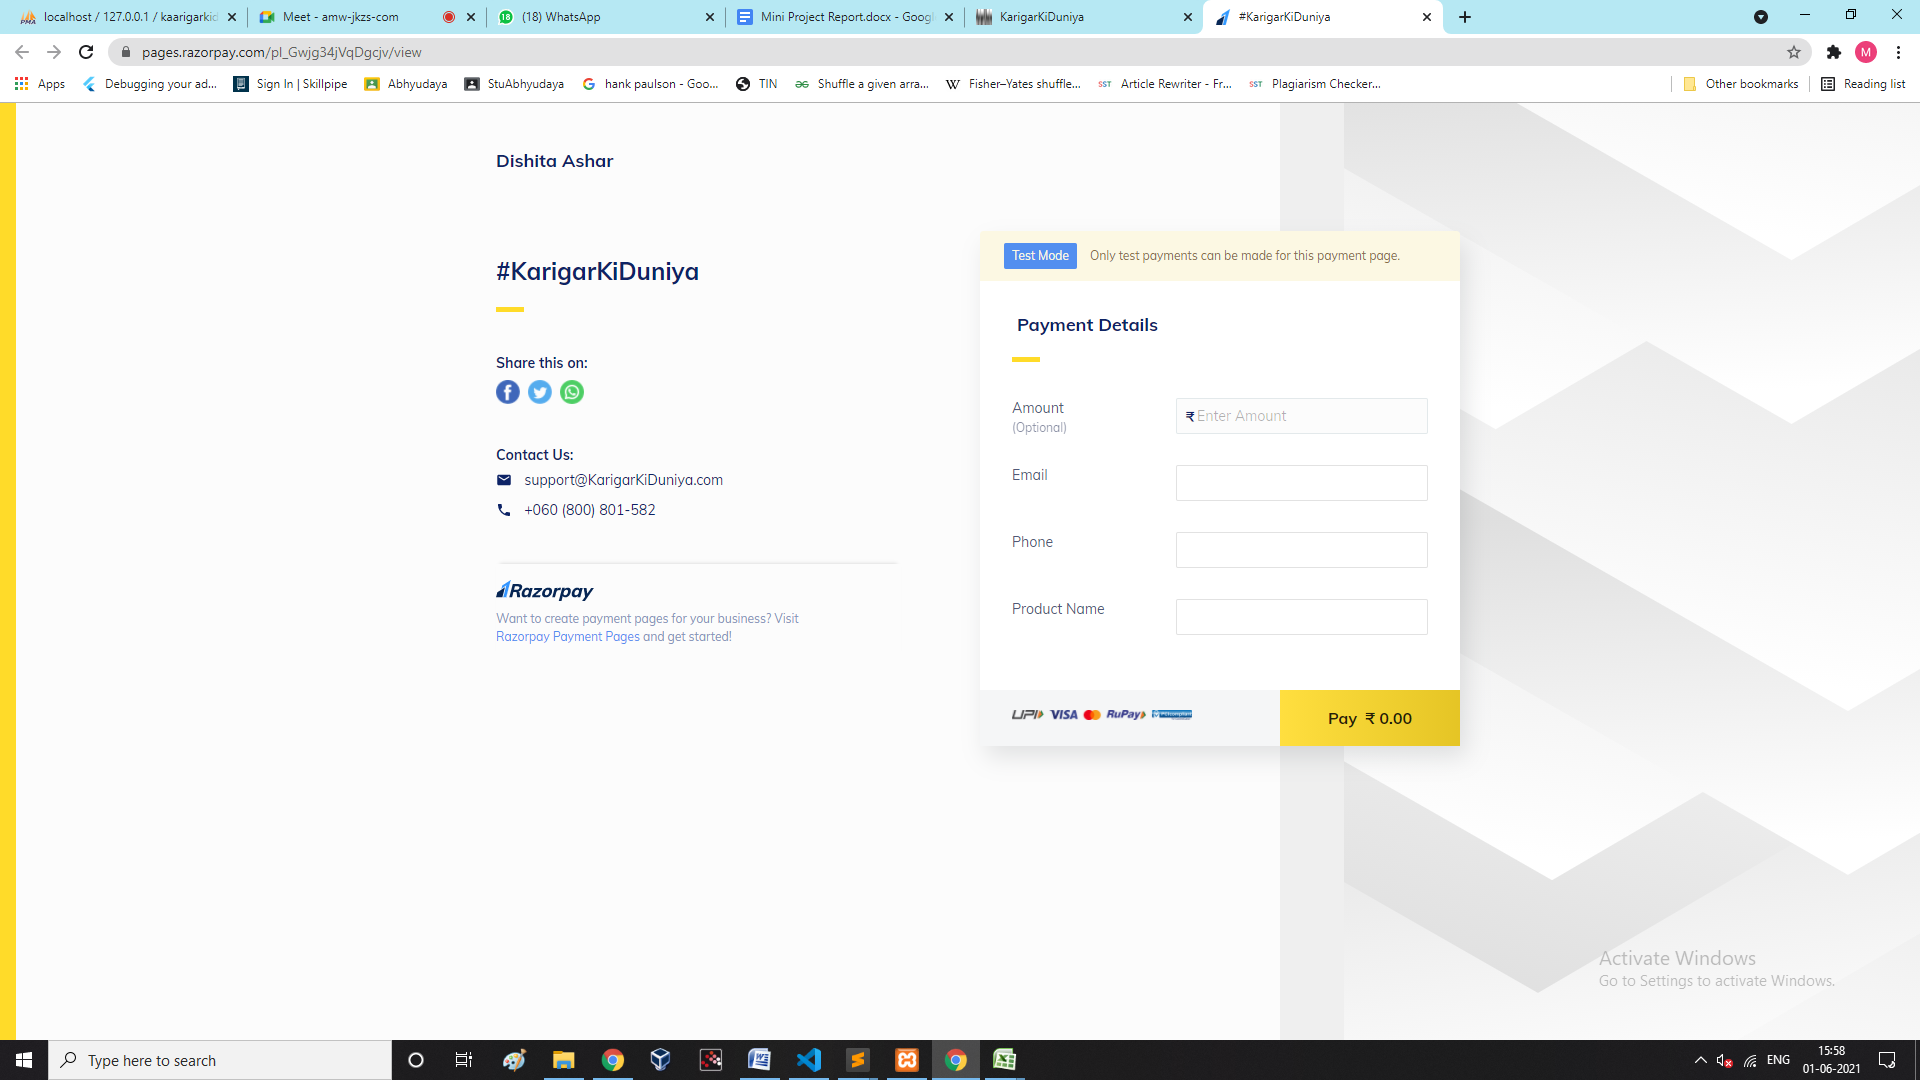 localhost / 127.0.0.1 / kaarigarkid
Meet - amw-jkzs-com
(18) WhatsApp
Mini Project Report.docx - Googl
KarigarKiDuniya
#KarigarKiDuniya
pages.razorpay.com/pl_Gwjg34jVqDgcjv/view
M
Apps
Debugging your ad...
Sign In | Skillpipe
Abhyudaya
StuAbhyudaya
hank paulson - Goo...
TIN
Shuffle a given arra...
Fisher–Yates shuffle...
SST Article Rewriter - Fr...
SST Plagiarism Checker...
Other bookmarks
Reading list
Dishita Ashar
#KarigarKiDuniya
Share this on:
Contact Us:
support@KarigarKiDuniya.com
+060 (800) 801-582
Razorpay
Want to create payment pages for your business? Visit
Razorpay Payment Pages and get started!
Test Mode Only test payments can be made for this payment page.
Payment Details
Amount
(Optional)
₹ Enter Amount
Email
Phone
Product Name
UPI VISA RuPay
Pay ₹ 0.00
Activate Windows
Go to Settings to activate Windows.
Type here to search
ENG
15:58
01-06-2021